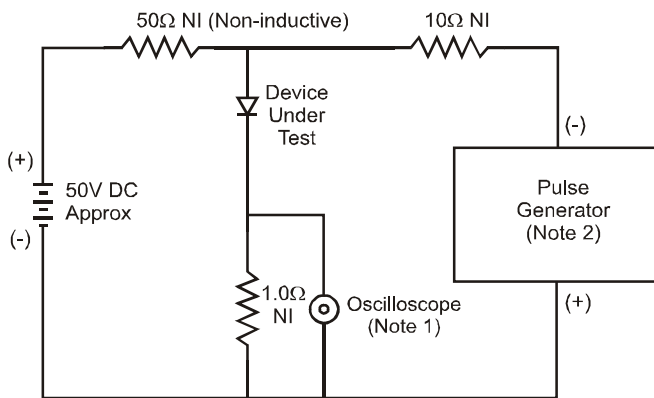 50Ω NI (Non-inductive)
10Ω NI
Device
Under
Test
(-)
(+)
50V DC
Approx
(-)
Pulse
Generator
(Note 2)
1.0Ω
NI
Oscilloscope
(Note 1)
(+)